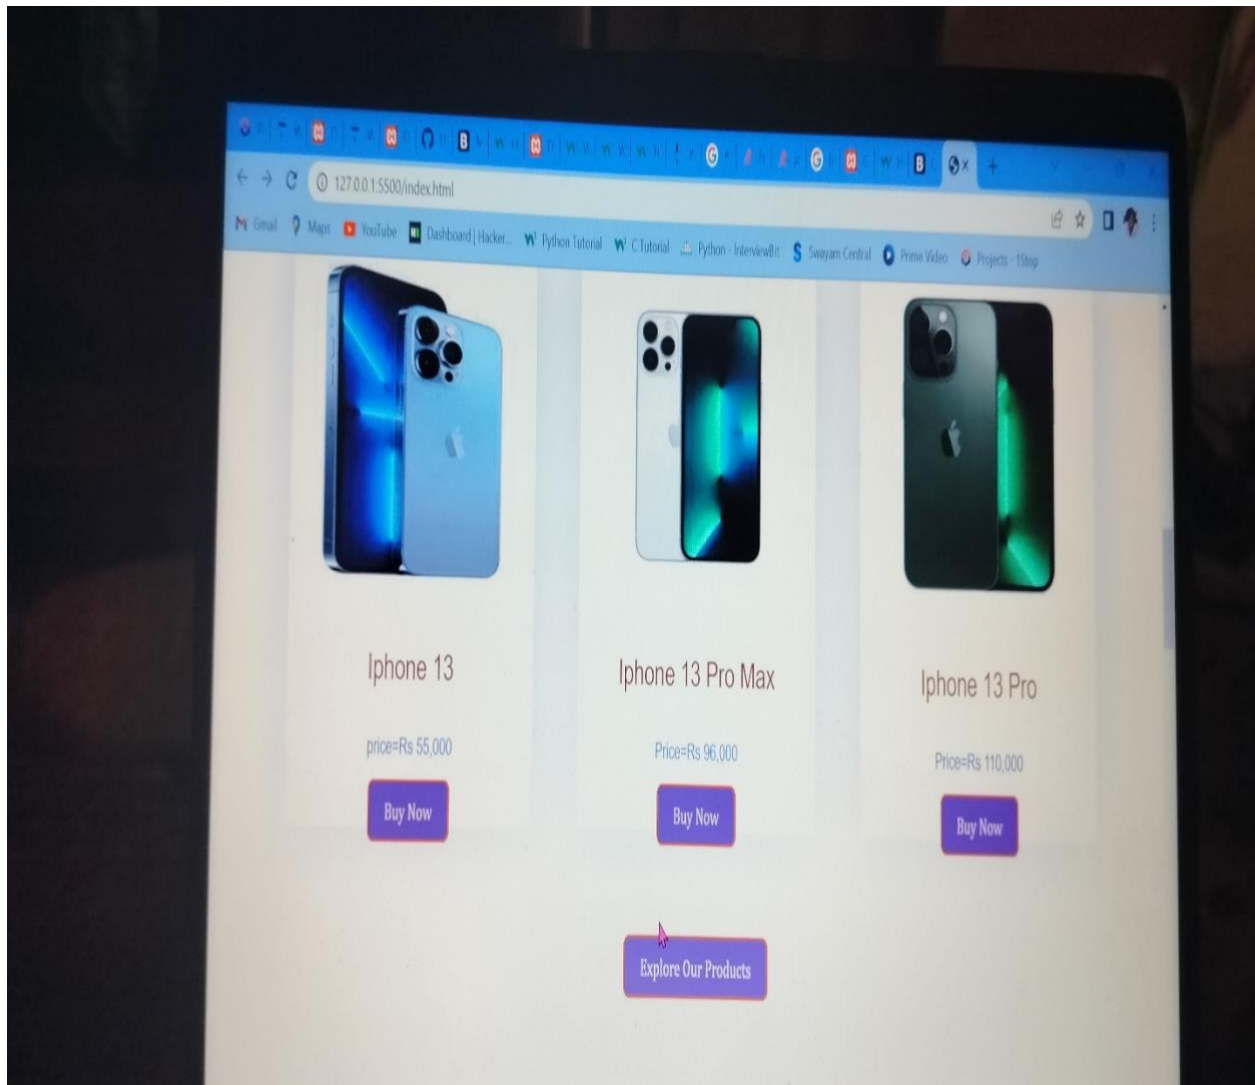 127.0.0.1:5500/index.html
Gmail Maps YouTube Dashboard | Hacker... Python Tutorial C Tutorial Python - InterviewBit Swayam Central Prime Video Projects - 1Stop
Iphone 13 Iphone 13 Pro Max Iphone 13 Pro
price=Rs 55,000 Price=Rs 96,000 Price=Rs 110,000
Buy Now Buy Now Buy Now
Explore Our Products